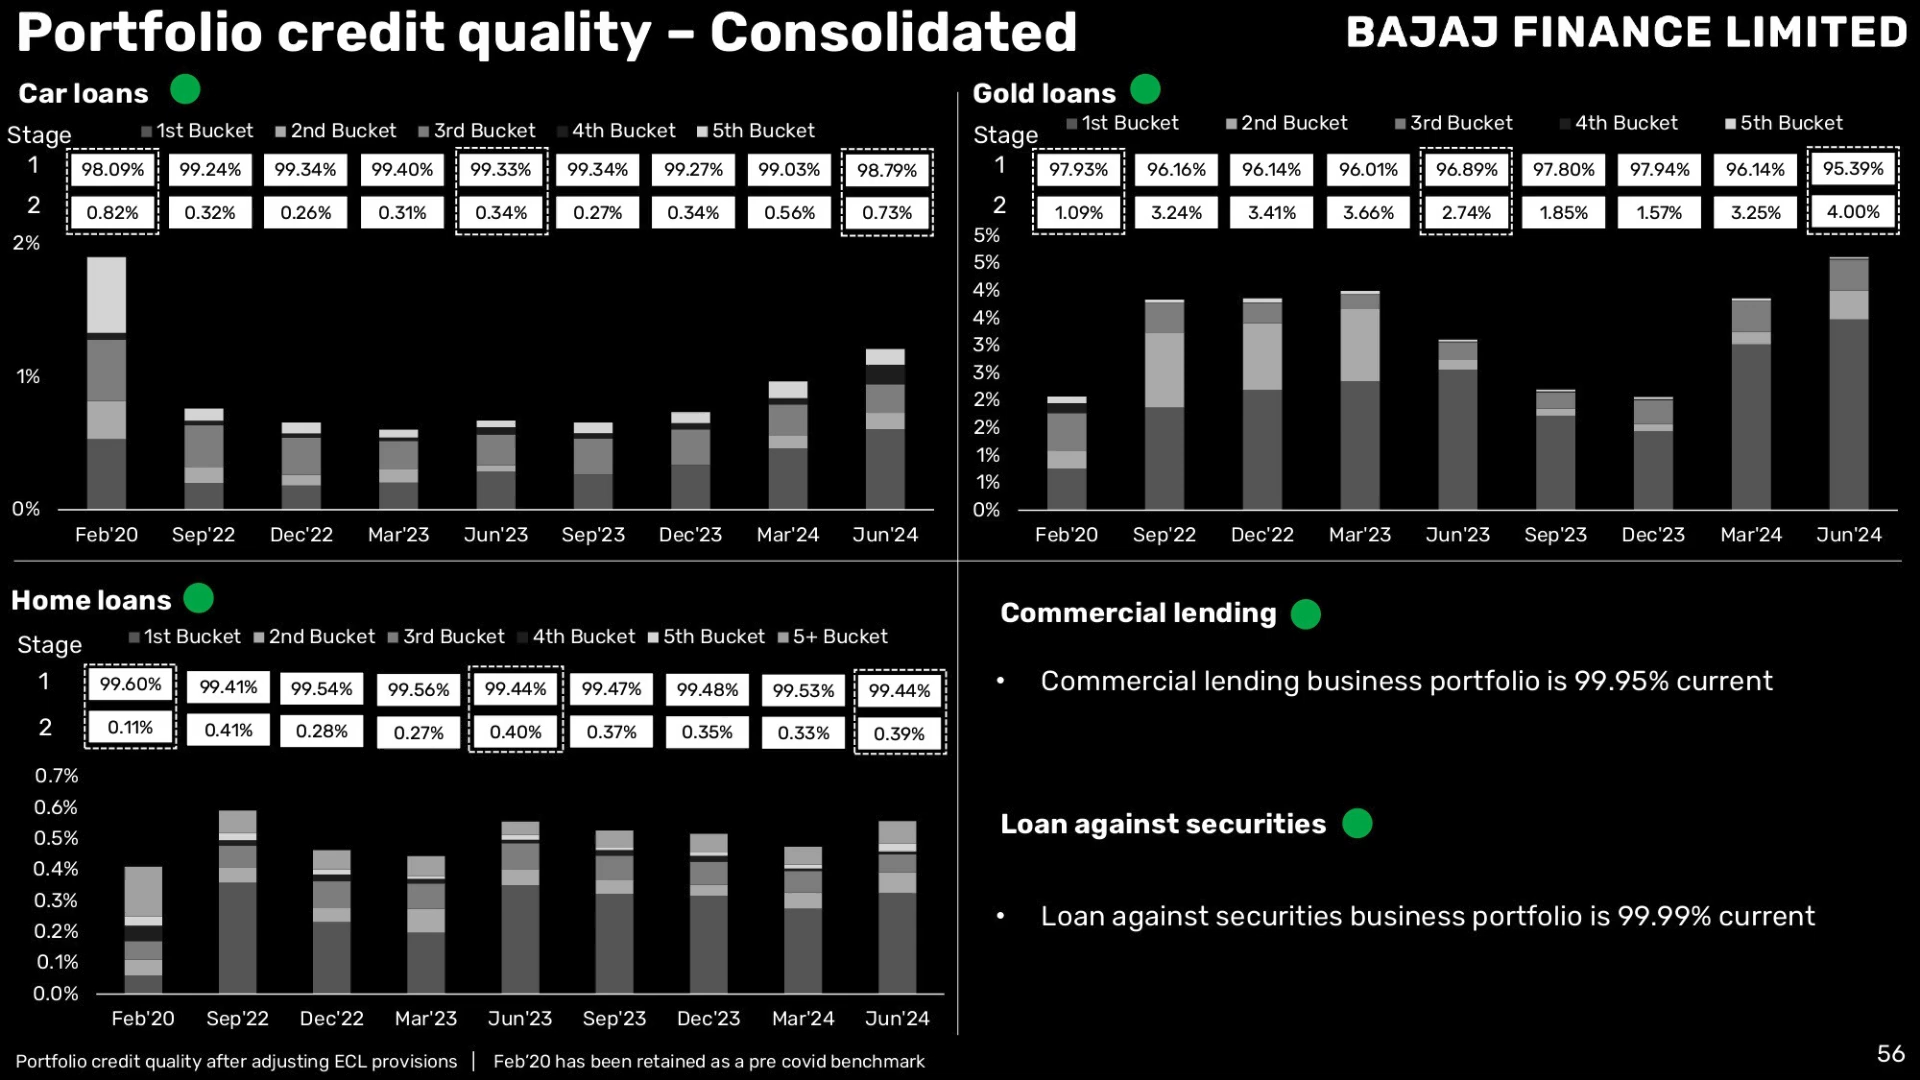 Portfolio credit quality – Consolidated
BAJAJ FINANCE LIMITED
Car loans
Stage
1st Bucket 2nd Bucket 3rd Bucket 4th Bucket 5th Bucket
1 98.09% 99.24% 99.34% 99.40% 99.33% 99.34% 99.27% 99.03% 98.79%
2 0.82% 0.32% 0.26% 0.31% 0.34% 0.27% 0.34% 0.56% 0.73%
2%
1%
0%
Feb'20 Sep'22 Dec'22 Mar'23 Jun'23 Sep'23 Dec'23 Mar'24 Jun'24
Gold loans
Stage
1st Bucket 2nd Bucket 3rd Bucket 4th Bucket 5th Bucket
1 97.93% 96.16% 96.14% 96.01% 96.89% 97.80% 97.94% 96.14% 95.39%
2 1.09% 3.24% 3.41% 3.66% 2.74% 1.85% 1.57% 3.25% 4.00%
5%
5%
4%
4%
3%
3%
2%
2%
1%
1%
0%
Feb'20 Sep'22 Dec'22 Mar'23 Jun'23 Sep'23 Dec'23 Mar'24 Jun'24
Home loans
Stage
1st Bucket 2nd Bucket 3rd Bucket 4th Bucket 5th Bucket 5+ Bucket
1 99.60% 99.41% 99.54% 99.56% 99.44% 99.47% 99.48% 99.53% 99.44%
2 0.11% 0.41% 0.28% 0.27% 0.40% 0.37% 0.35% 0.33% 0.39%
0.7%
0.6%
0.5%
0.4%
0.3%
0.2%
0.1%
0.0%
Feb'20 Sep'22 Dec'22 Mar'23 Jun'23 Sep'23 Dec'23 Mar'24 Jun'24
Commercial lending
• Commercial lending business portfolio is 99.95% current
Loan against securities
• Loan against securities business portfolio is 99.99% current
Portfolio credit quality after adjusting ECL provisions | Feb’20 has been retained as a pre covid benchmark
56